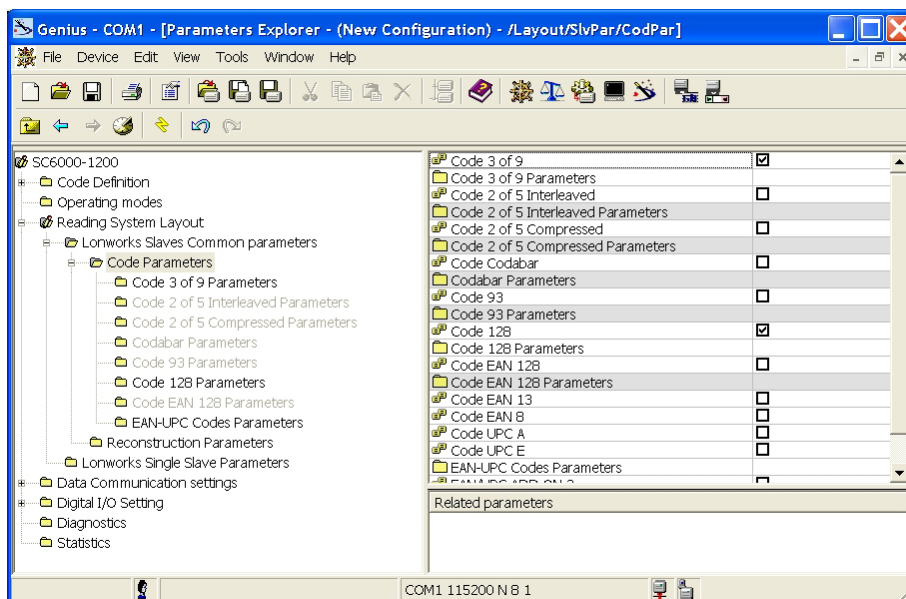 Genius - COM1 - [Parameters Explorer - (New Configuration) - /Layout/SlvPar/CodPar]
File Device Edit View Tools Window Help
SC6000-1200
Code Definition
Operating modes
Reading System Layout
Lonworks Slaves Common parameters
Code Parameters
Code 3 of 9 Parameters
Code 2 of 5 Interleaved Parameters
Code 2 of 5 Compressed Parameters
Codabar Parameters
Code 93 Parameters
Code 128 Parameters
Code EAN 128 Parameters
EAN-UPC Codes Parameters
Reconstruction Parameters
Lonworks Single Slave Parameters
Data Communication settings
Digital I/O Setting
Diagnostics
Statistics
Code 3 of 9
Code 3 of 9 Parameters
Code 2 of 5 Interleaved
Code 2 of 5 Interleaved Parameters
Code 2 of 5 Compressed
Code 2 of 5 Compressed Parameters
Code Codabar
Codabar Parameters
Code 93
Code 93 Parameters
Code 128
Code 128 Parameters
Code EAN 128
Code EAN 128 Parameters
Code EAN 13
Code EAN 8
Code UPC A
Code UPC E
EAN-UPC Codes Parameters
Related parameters
COM1 115200 N 8 1